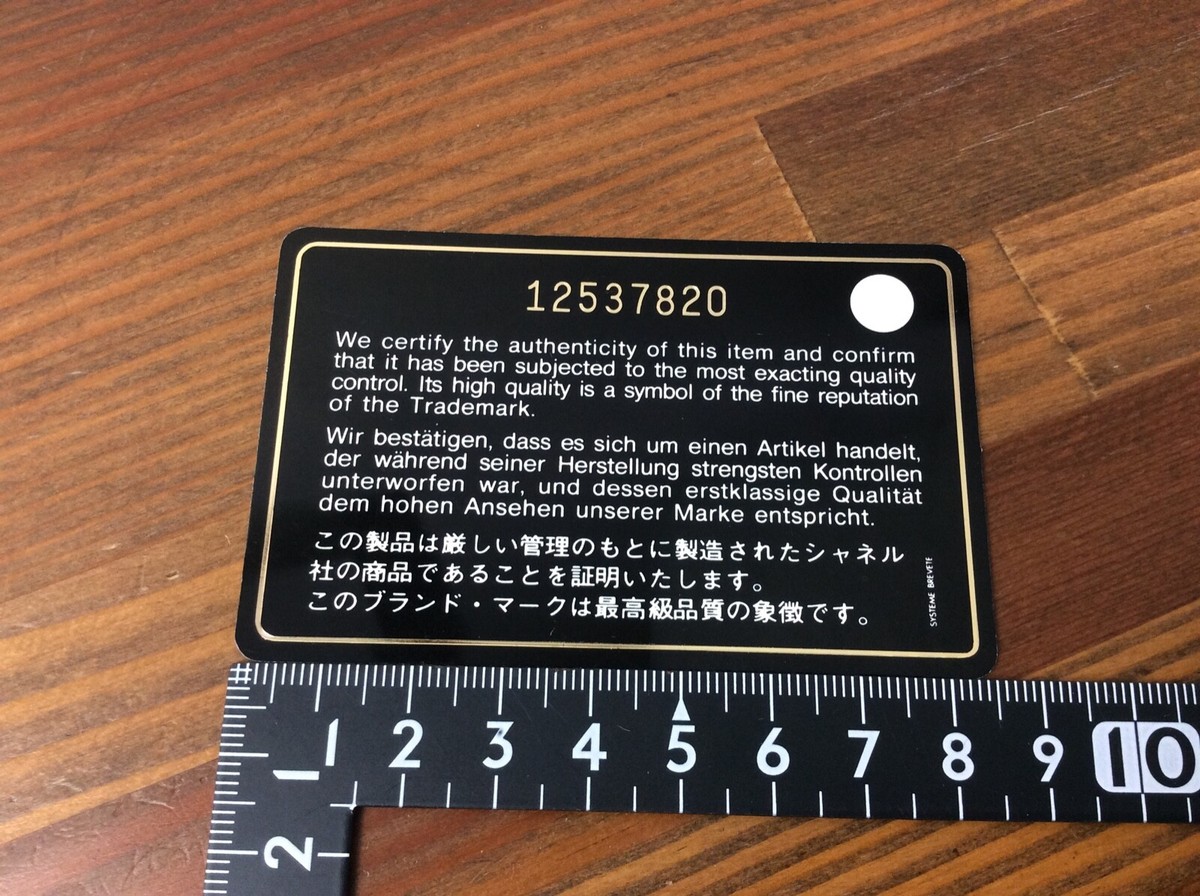 12537820
We certify the authenticity of this item and confirm
that it has been subjected to the most exacting quality
control. Its high quality is a symbol of the fine reputation
of the Trademark.
Wir bestätigen, dass es sich um einen Artikel handelt,
der während seiner Herstellung strengsten Kontrollen
unterworfen war, und dessen erstklassige Qualität
dem hohen Ansehen unserer Marke entspricht.
この製品は厳しい管理のもとに製造されたシャネル
社の商品であることを証明いたします。
このブランド・マークは最高級品質の象徴です。
SYSTEME BREVETE
1 2 3 4 5 6 7 8 9 10
1
2